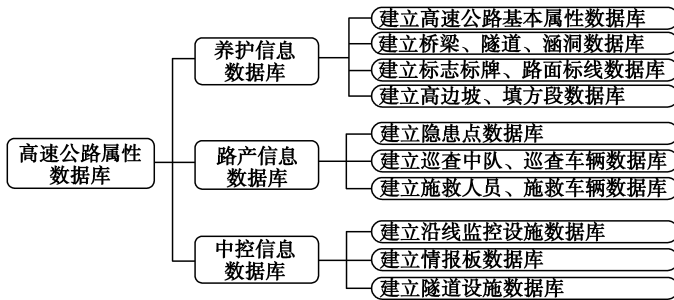 高速公路属性
数据库
养护信息
数据库
建立高速公路基本属性数据库
建立桥梁、隧道、涵洞数据库
建立标志标牌、路面标线数据库
建立高边坡、填方段数据库
路产信息
数据库
建立隐患点数据库
建立巡查中队、巡查车辆数据库
建立施救人员、施救车辆数据库
中控信息
数据库
建立沿线监控设施数据库
建立情报板数据库
建立隧道设施数据库